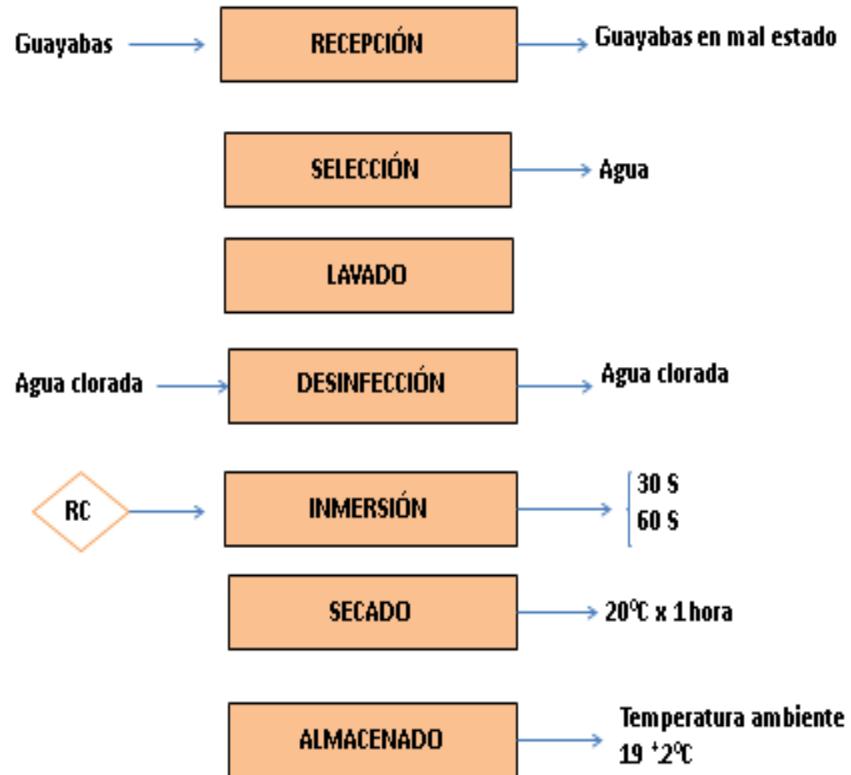 Guayabas
RECEPCIÓN
Guayabas en mal estado
SELECCIÓN
Agua
LAVADO
Agua clorada
DESINFECCIÓN
Agua clorada
RC
INMERSIÓN
30 S
60 S
SECADO
20ºC x 1 hora
ALMACENADO
Temperatura ambiente
19 ⁺2ºC